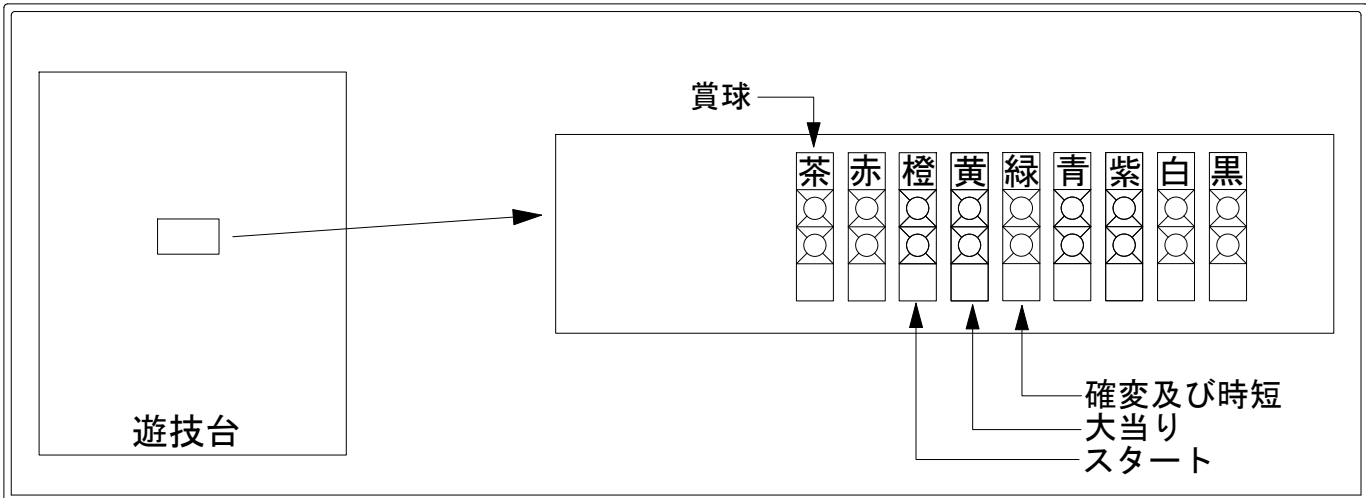 賞球
茶 赤 橙 黄 緑 青 紫 白 黒
遊技台
確変及び時短
大当り
スタート